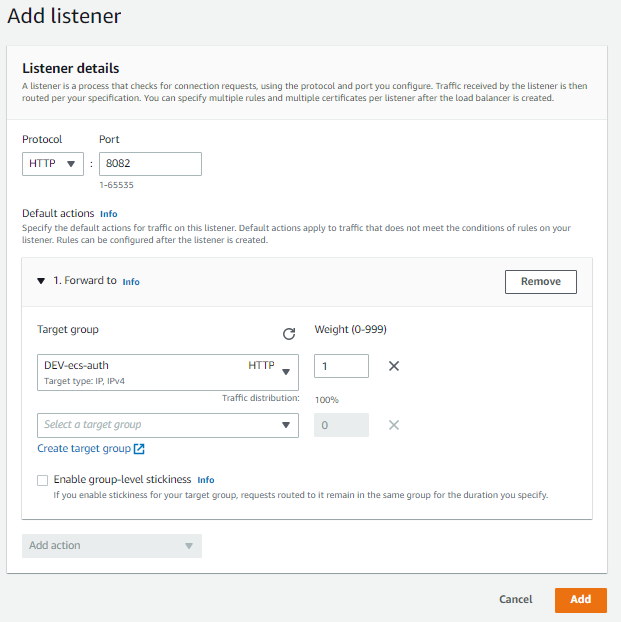 Add listener
Listener details
A listener is a process that checks for connection requests, using the protocol and port you configure. Traffic received by the listener is then
routed per your specification. You can specify multiple rules and multiple certificates per listener after the load balancer is created.
Protocol Port
HTTP : 8082
1-65535
Default actions Info
Specify the default actions for traffic on this listener. Default actions apply to traffic that does not meet the conditions of rules on your
listener. Rules can be configured after the listener is created.
1. Forward to Info Remove
Target group Weight (0-999)
DEV-ecs-auth HTTP 1
Target type: IP, IPv4
Traffic distribution: 100%
Select a target group 0
Create target group
Enable group-level stickiness Info
If you enable stickiness for your target group, requests routed to it remain in the same group for the duration you specify.
Add action
Cancel Add